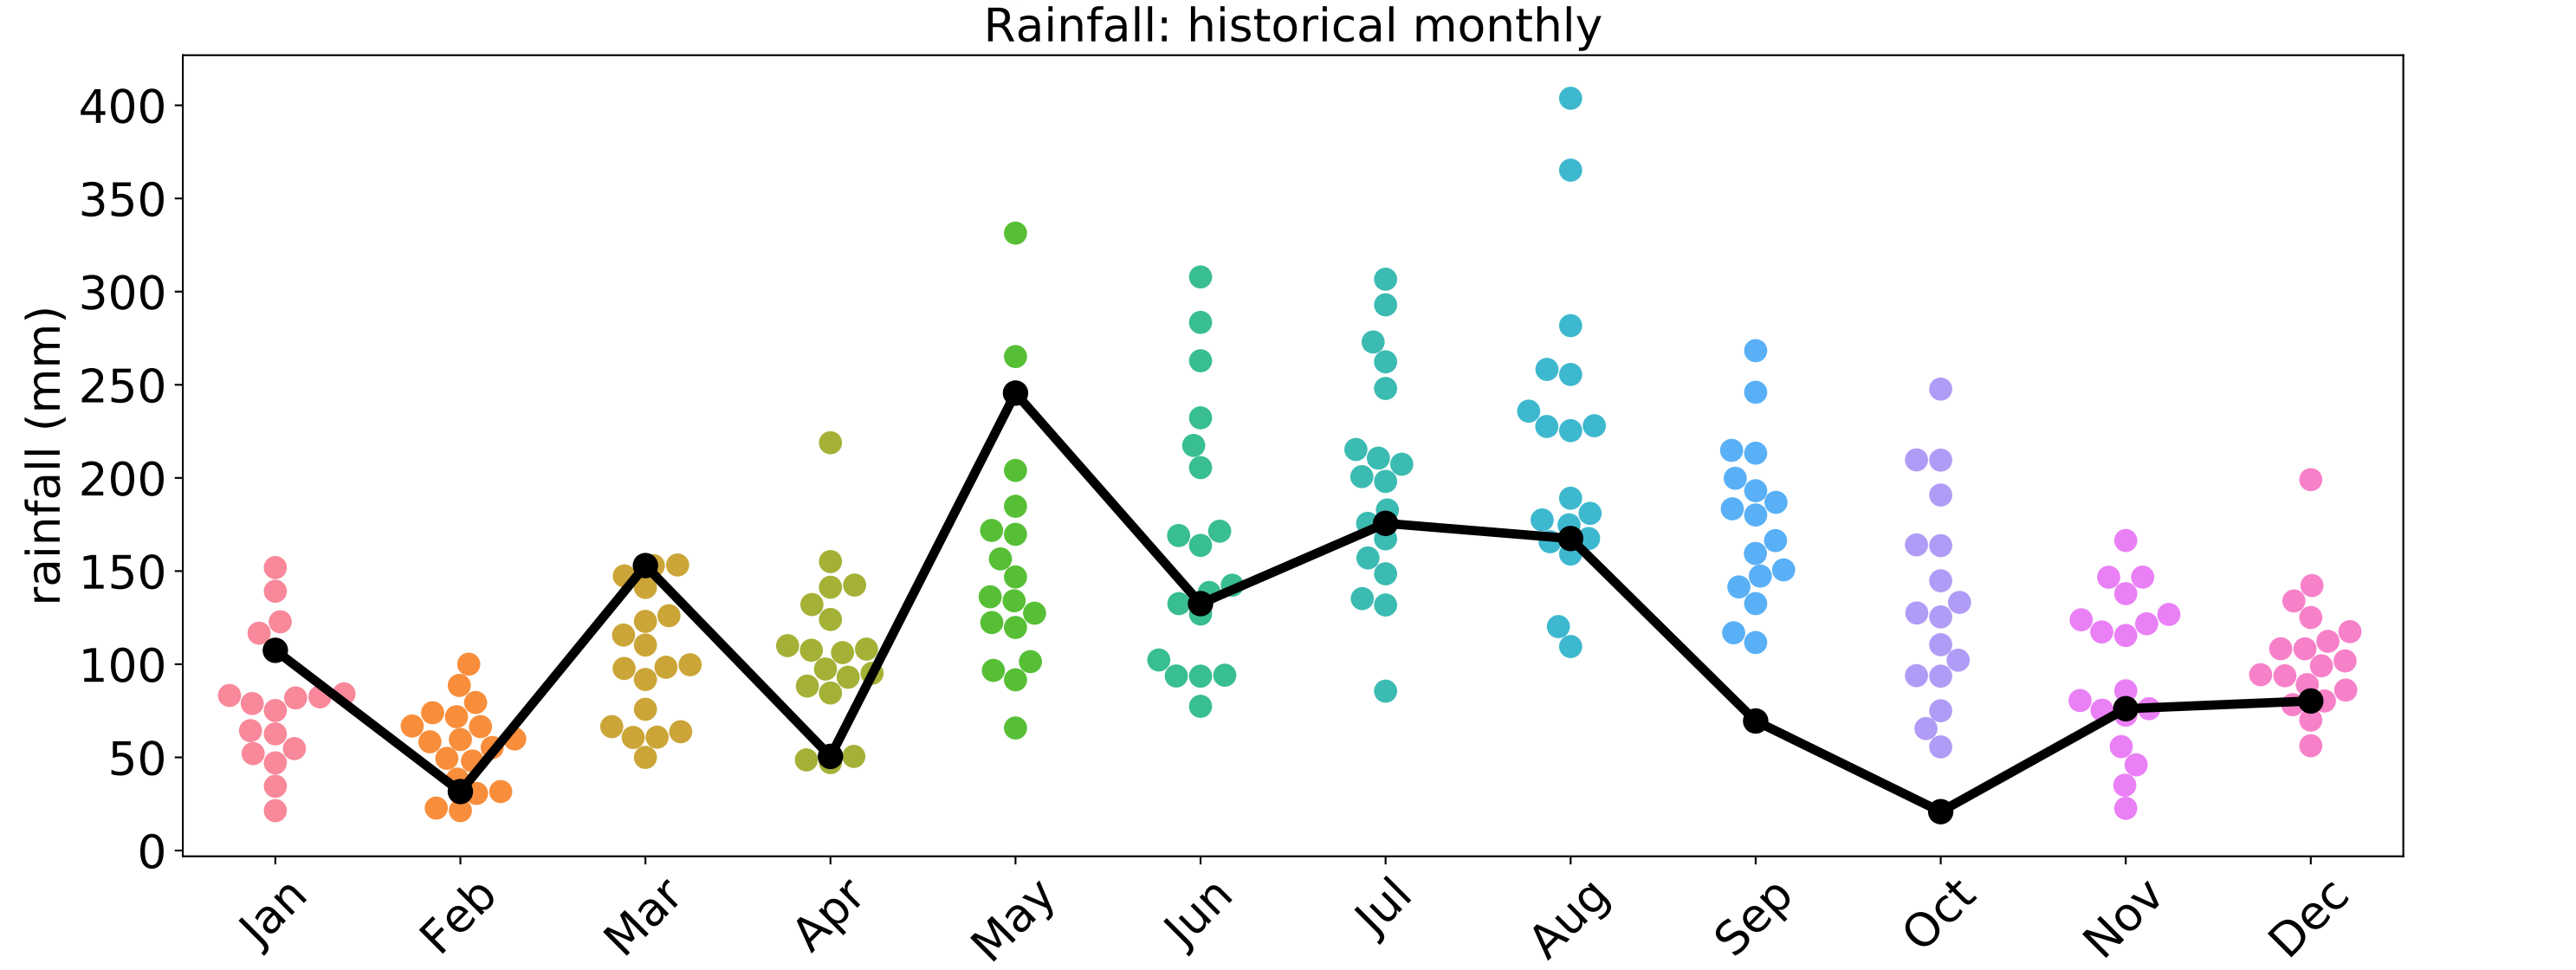 Rainfall: historical monthly
rainfall (mm)
400
350
300
250
200
150
100
50
0
Jan
Feb
Mar
Apr
May
Jun
Jul
Aug
Sep
Oct
Nov
Dec